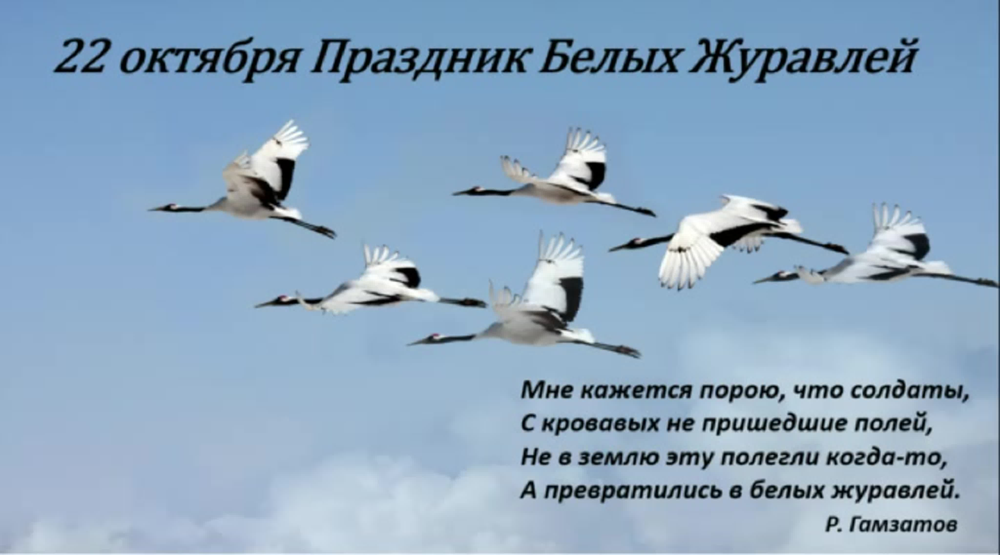 22 октября Праздник Белых Журавлей
Мне кажется порою, что солдаты,
С кровавых не пришедшие полей,
Не в землю эту полегли когда-то,
А превратились в белых журавлей.
Р. Гамзатов